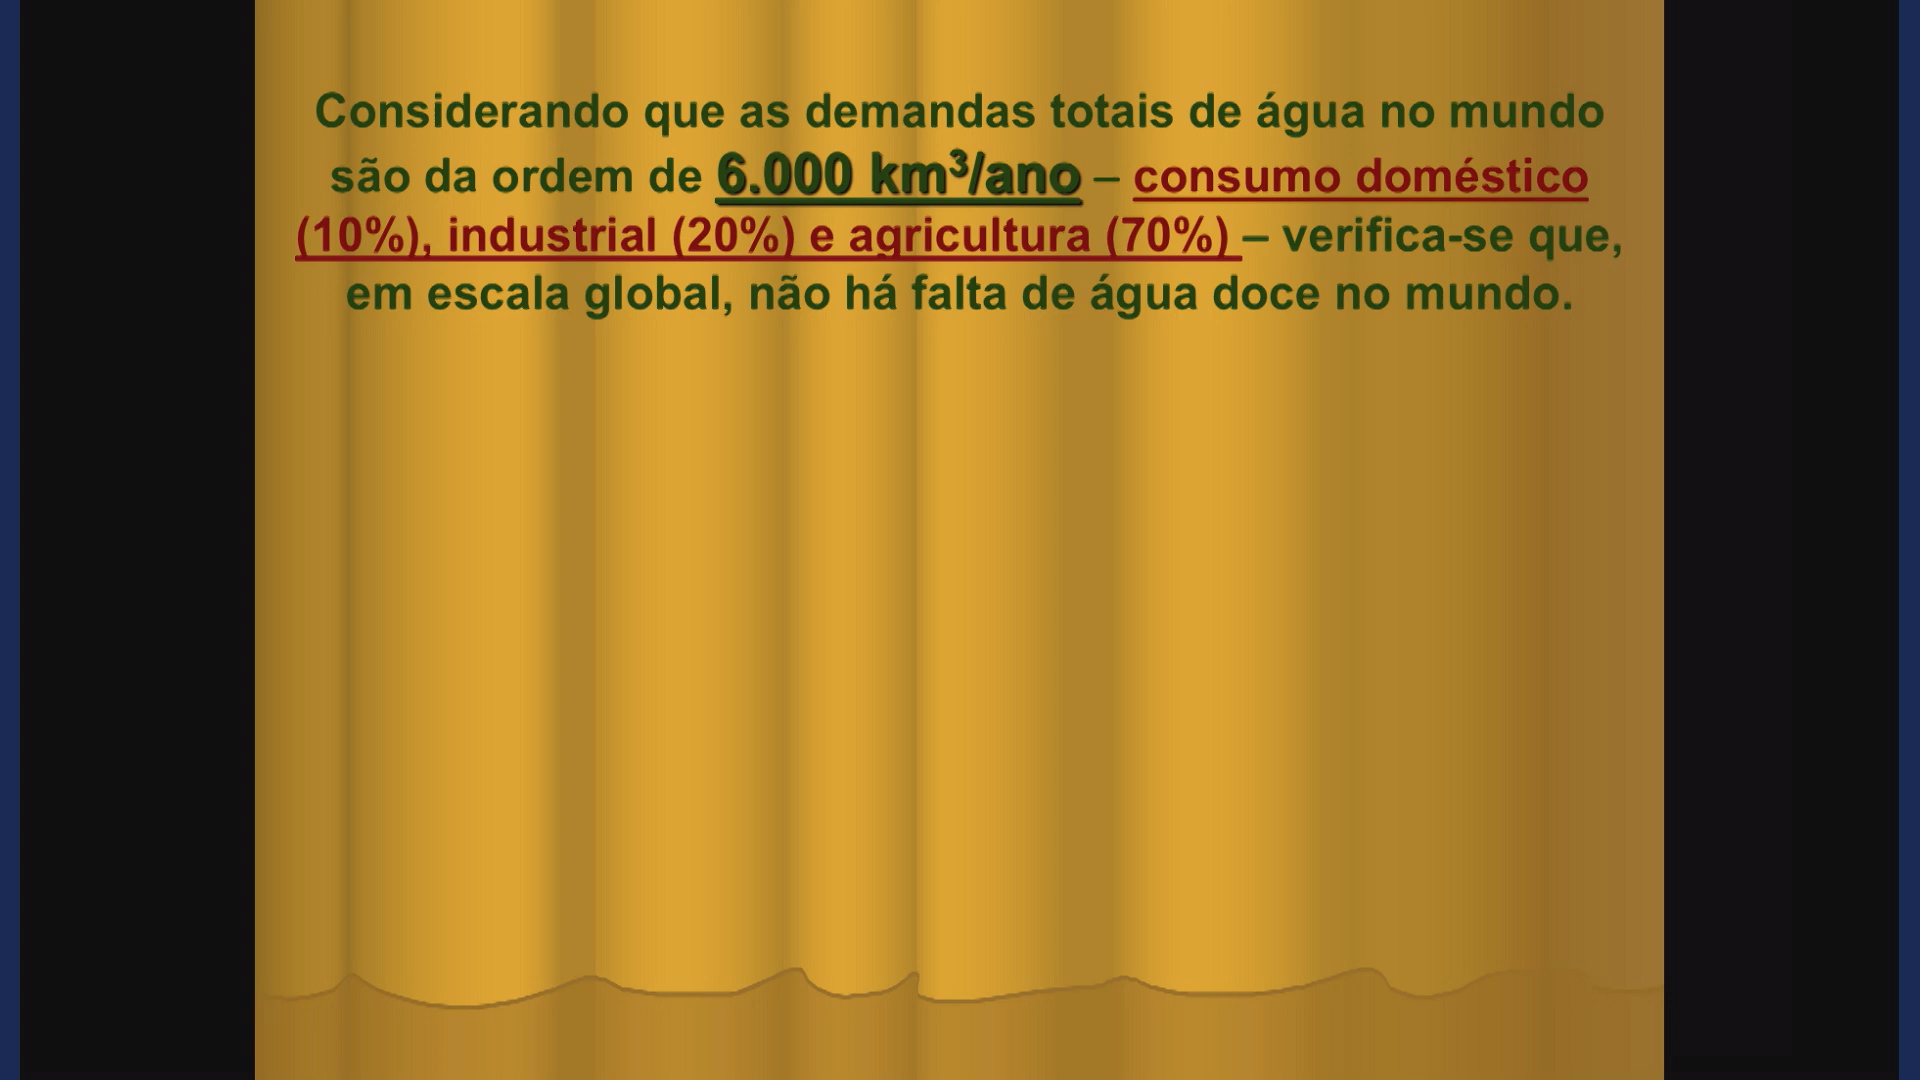 Considerando que as demandas totais de água no mundo
são da ordem de 6.000 km³/ano – consumo doméstico
(10%), industrial (20%) e agricultura (70%) – verifica-se que,
em escala global, não há falta de água doce no mundo.